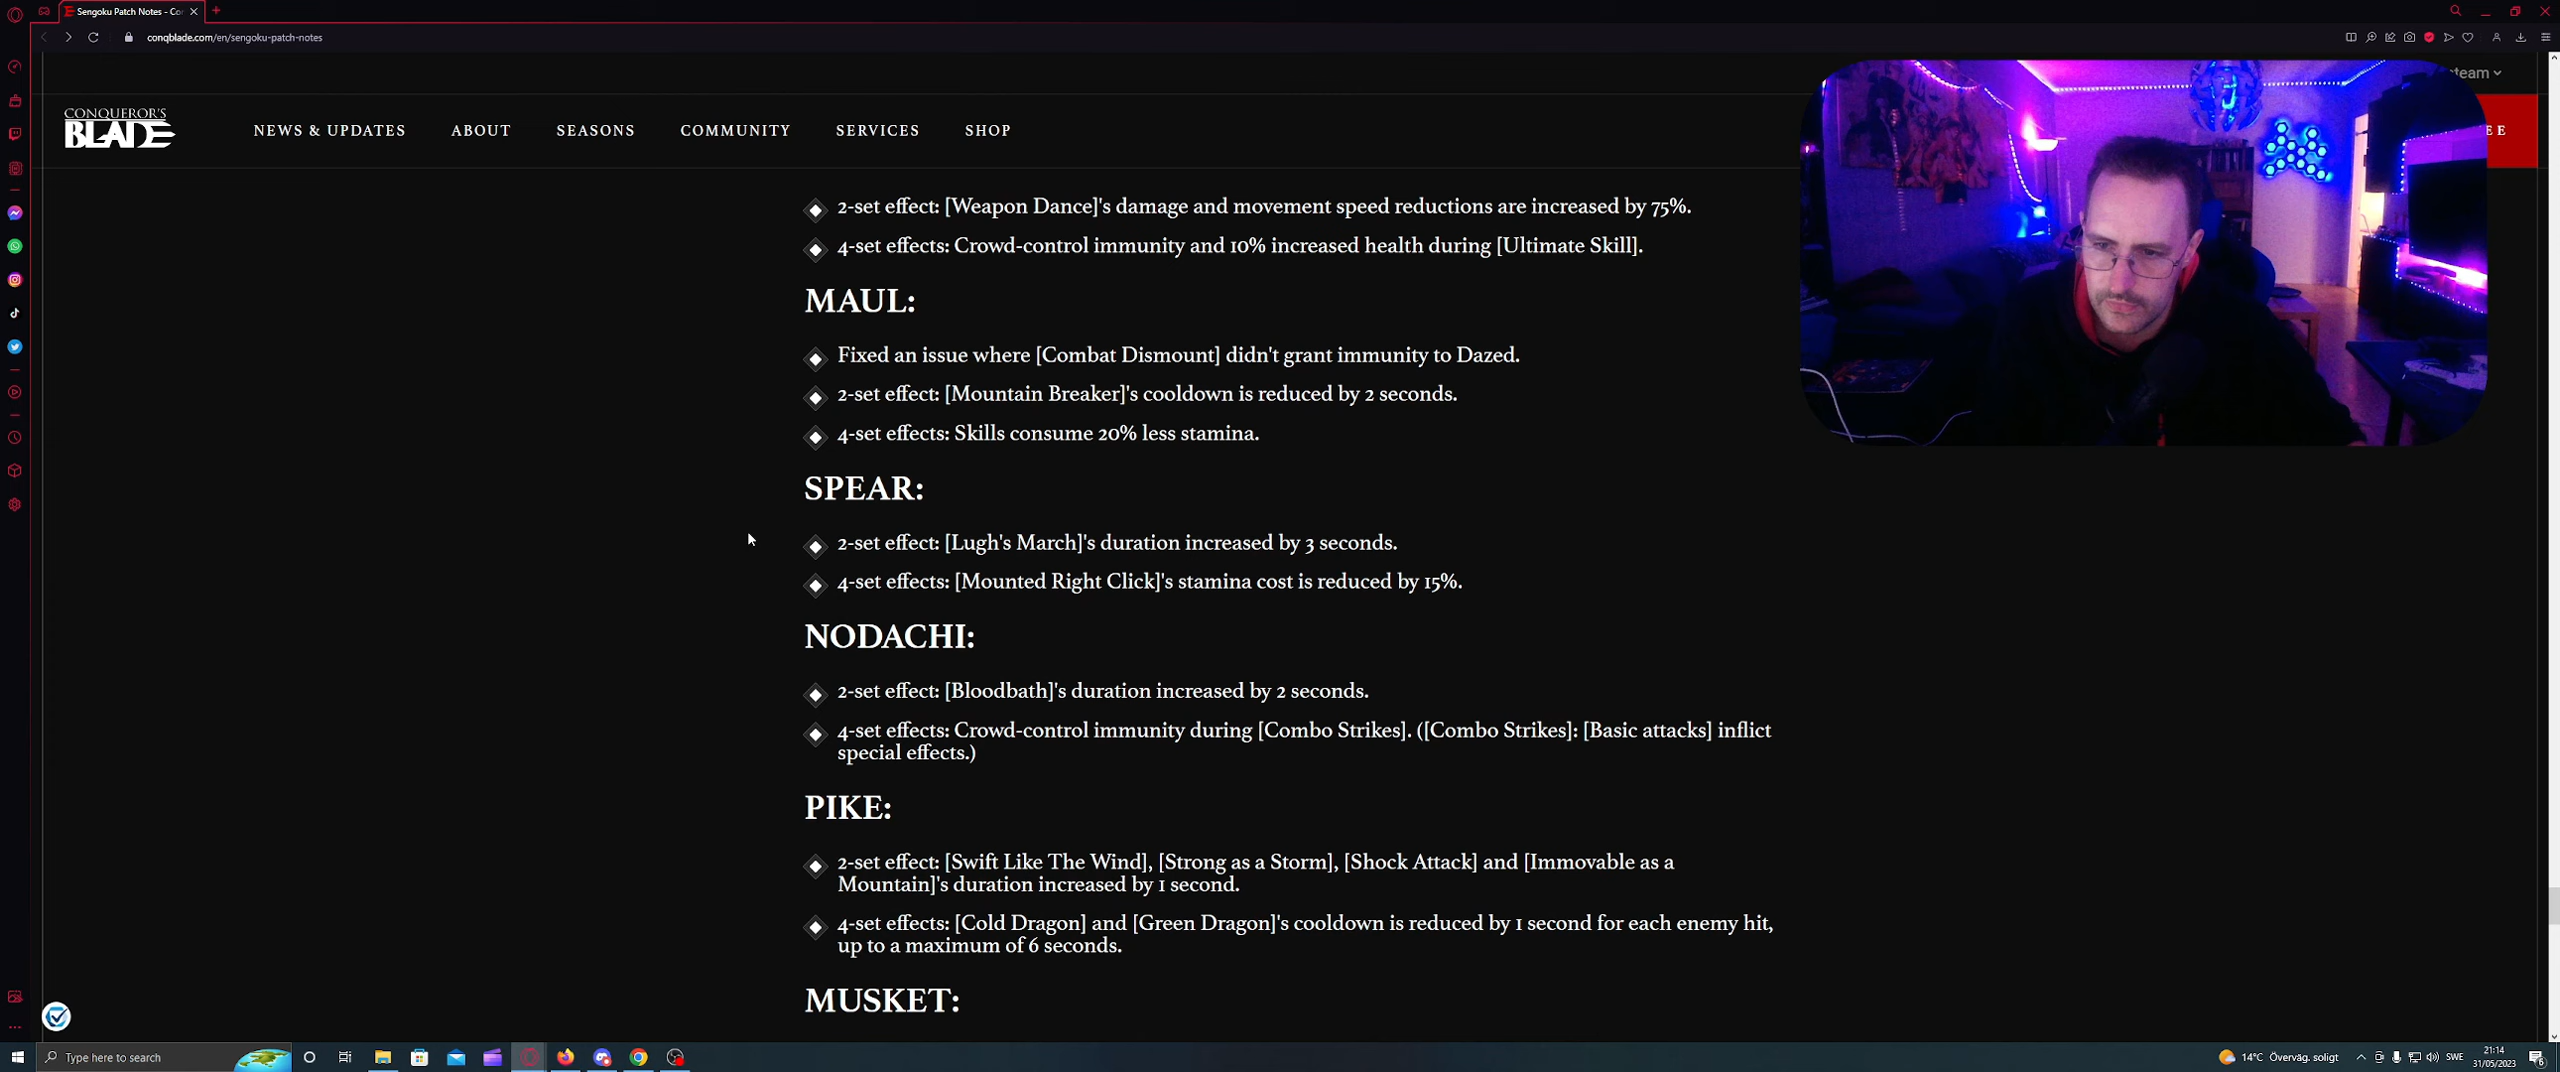 Sengoku Patch Notes - Co
conqblade.com/en/sengoku-patch-notes
team
CONQUEROR'S
BLADE
NEWS & UPDATES
ABOUT
SEASONS
COMMUNITY
SERVICES
SHOP
EE
2-set effect: [Weapon Dance]'s damage and movement speed reductions are increased by 75%.
4-set effects: Crowd-control immunity and 10% increased health during [Ultimate Skill].
MAUL:
Fixed an issue where [Combat Dismount] didn't grant immunity to Dazed.
2-set effect: [Mountain Breaker]'s cooldown is reduced by 2 seconds.
4-set effects: Skills consume 20% less stamina.
SPEAR:
2-set effect: [Lugh's March]'s duration increased by 3 seconds.
4-set effects: [Mounted Right Click]'s stamina cost is reduced by 15%.
NODACHI:
2-set effect: [Bloodbath]'s duration increased by 2 seconds.
4-set effects: Crowd-control immunity during [Combo Strikes]. ([Combo Strikes]: [Basic attacks] inflict
special effects.)
PIKE:
2-set effect: [Swift Like The Wind], [Strong as a Storm], [Shock Attack] and [Immovable as a
Mountain]'s duration increased by 1 second.
4-set effects: [Cold Dragon] and [Green Dragon]'s cooldown is reduced by 1 second for each enemy hit,
up to a maximum of 6 seconds.
MUSKET:
Type here to search
14°C Överväg. soligt
SWE
21:14
31/05/2023
6